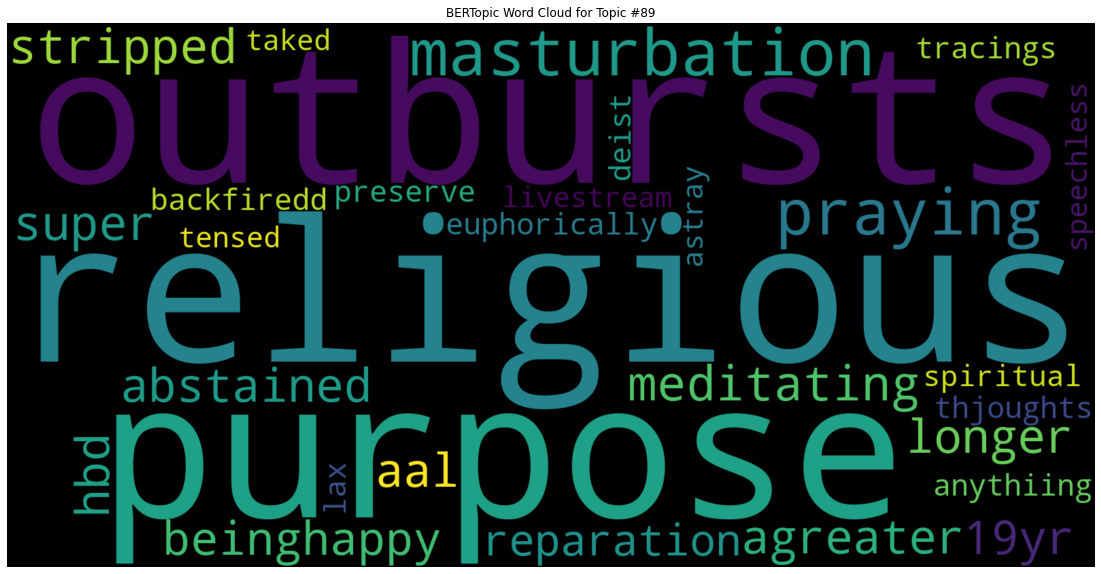 BERTopic Word Cloud for Topic #89
stripped
taked
masturbation
tracings
outbursts
deist
speechless
backfiredd
preserve
livestream
astray
super
tensed
•euphorically•
praying
religious
abstained
meditating
spiritual
thjoughts
purpose
longer
hbd
lax
aal
anythiing
beinghappy
reparation
agreater
19yr